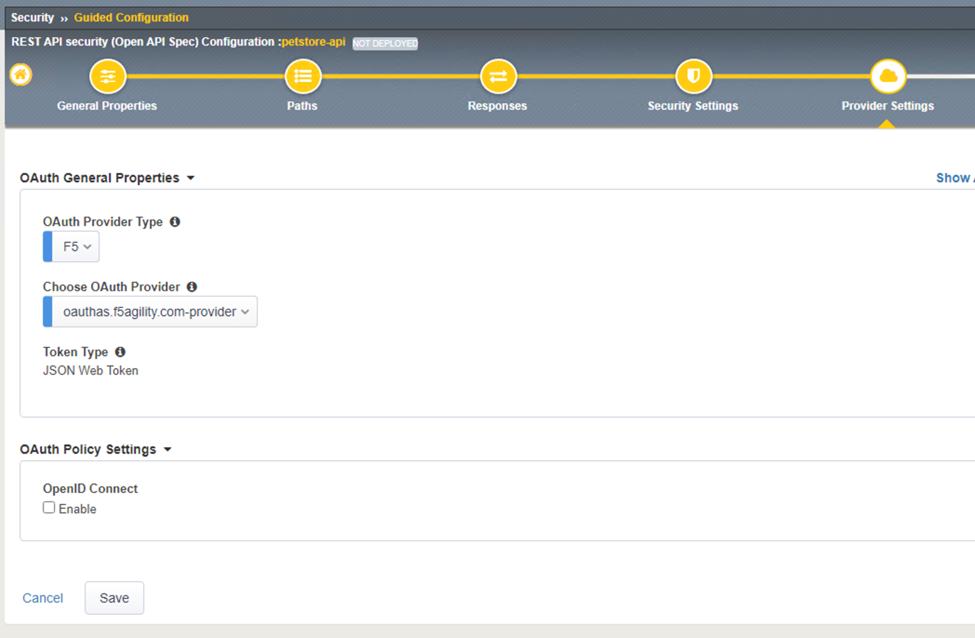 Security ›› Guided Configuration
REST API security (Open API Spec) Configuration :petstore-api NOT DEPLOYED
General Properties
Paths
Responses
Security Settings
Provider Settings
OAuth General Properties
Show
OAuth Provider Type
F5
Choose OAuth Provider
oauthas.f5agility.com-provider
Token Type
JSON Web Token
OAuth Policy Settings
OpenID Connect
Enable
Cancel
Save